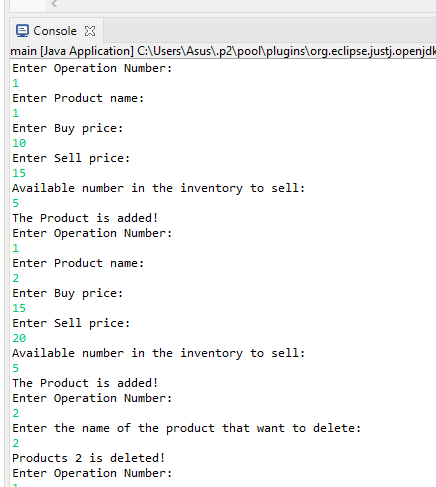 Console
main [Java Application] C:\Users\Asus\.p2\pool\plugins\org.eclipse.justj.openjdk
Enter Operation Number:
1
Enter Product name:
1
Enter Buy price:
10
Enter Sell price:
15
Available number in the inventory to sell:
5
The Product is added!
Enter Operation Number:
1
Enter Product name:
2
Enter Buy price:
15
Enter Sell price:
20
Available number in the inventory to sell:
5
The Product is added!
Enter Operation Number:
2
Enter the name of the product that want to delete:
2
Products 2 is deleted!
Enter Operation Number: